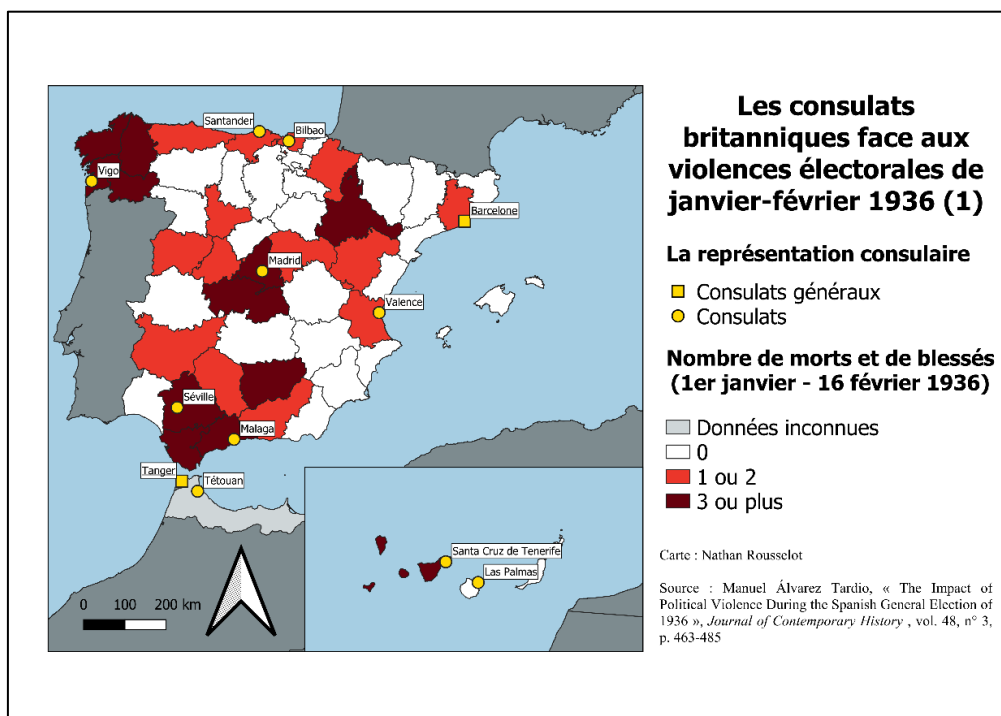 Les consulats
britanniques face aux
violences électorales de
janvier-février 1936 (1)
La représentation consulaire
Consulats généraux
Consulats
Nombre de morts et de blessés
(1er janvier - 16 février 1936)
Données inconnues
0
1 ou 2
3 ou plus
Carte : Nathan Rousselot
Source : Manuel Álvarez Tardio, « The Impact of
Political Violence During the Spanish General Election of
1936 », Journal of Contemporary History , vol. 48, n° 3,
p. 463-485
Santander
Bilbao
Vigo
Barcelone
Madrid
Valence
Séville
Malaga
Tanger
Tétouan
Santa Cruz de Tenerife
Las Palmas
0 100 200 km